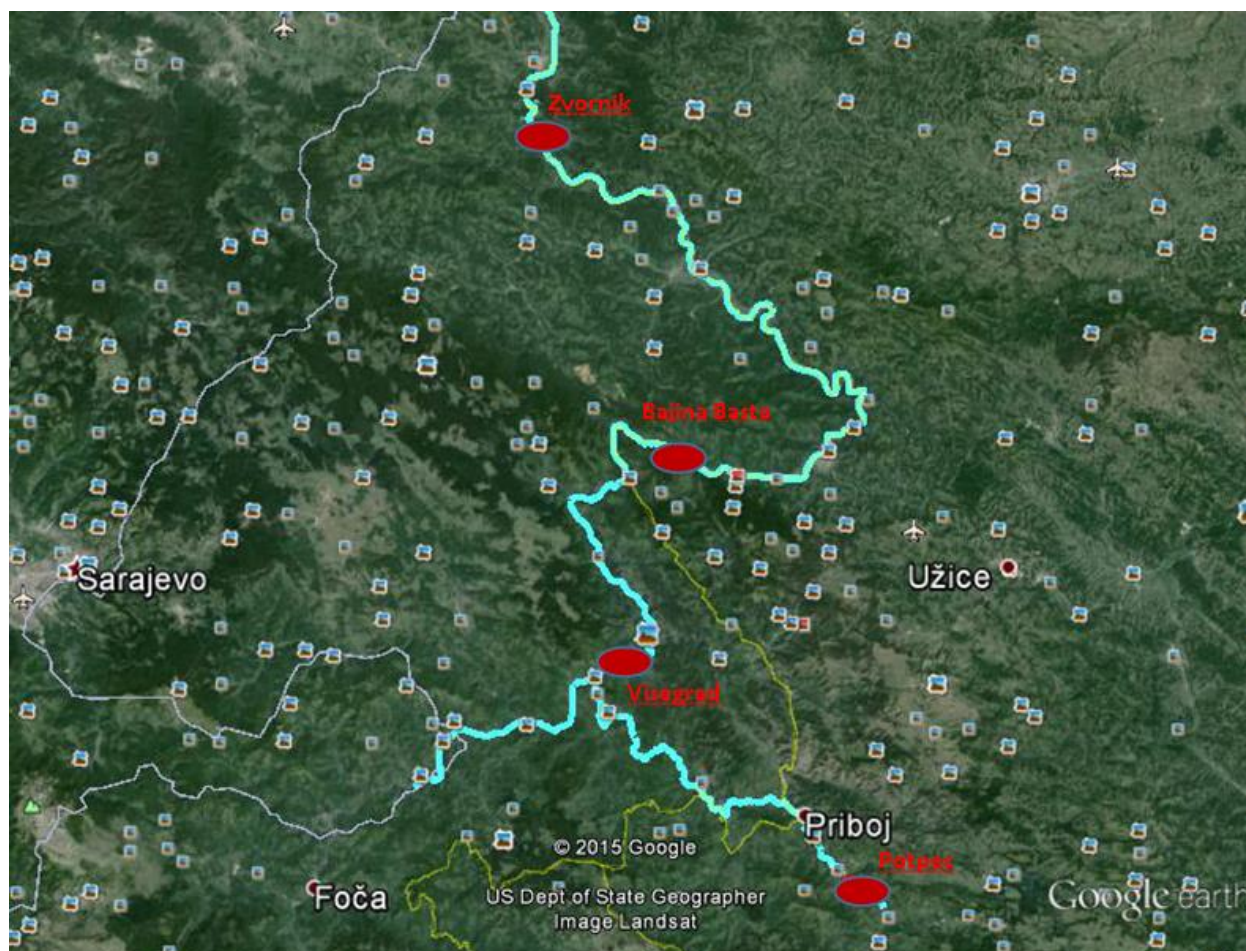 Zvornik
Bajina Basta
Sarajevo
Užice
Visegrad
Priboj
© 2015 Google
Potpec
Foča
US Dept of State Geographer
Image Landsat
Google earth